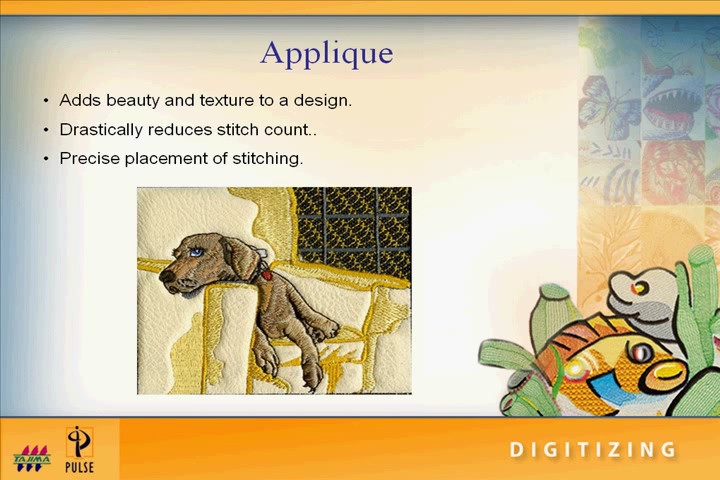 Applique
• Adds beauty and texture to a design.
• Drastically reduces stitch count..
• Precise placement of stitching.
TAJIMA
PULSE
DIGITIZING